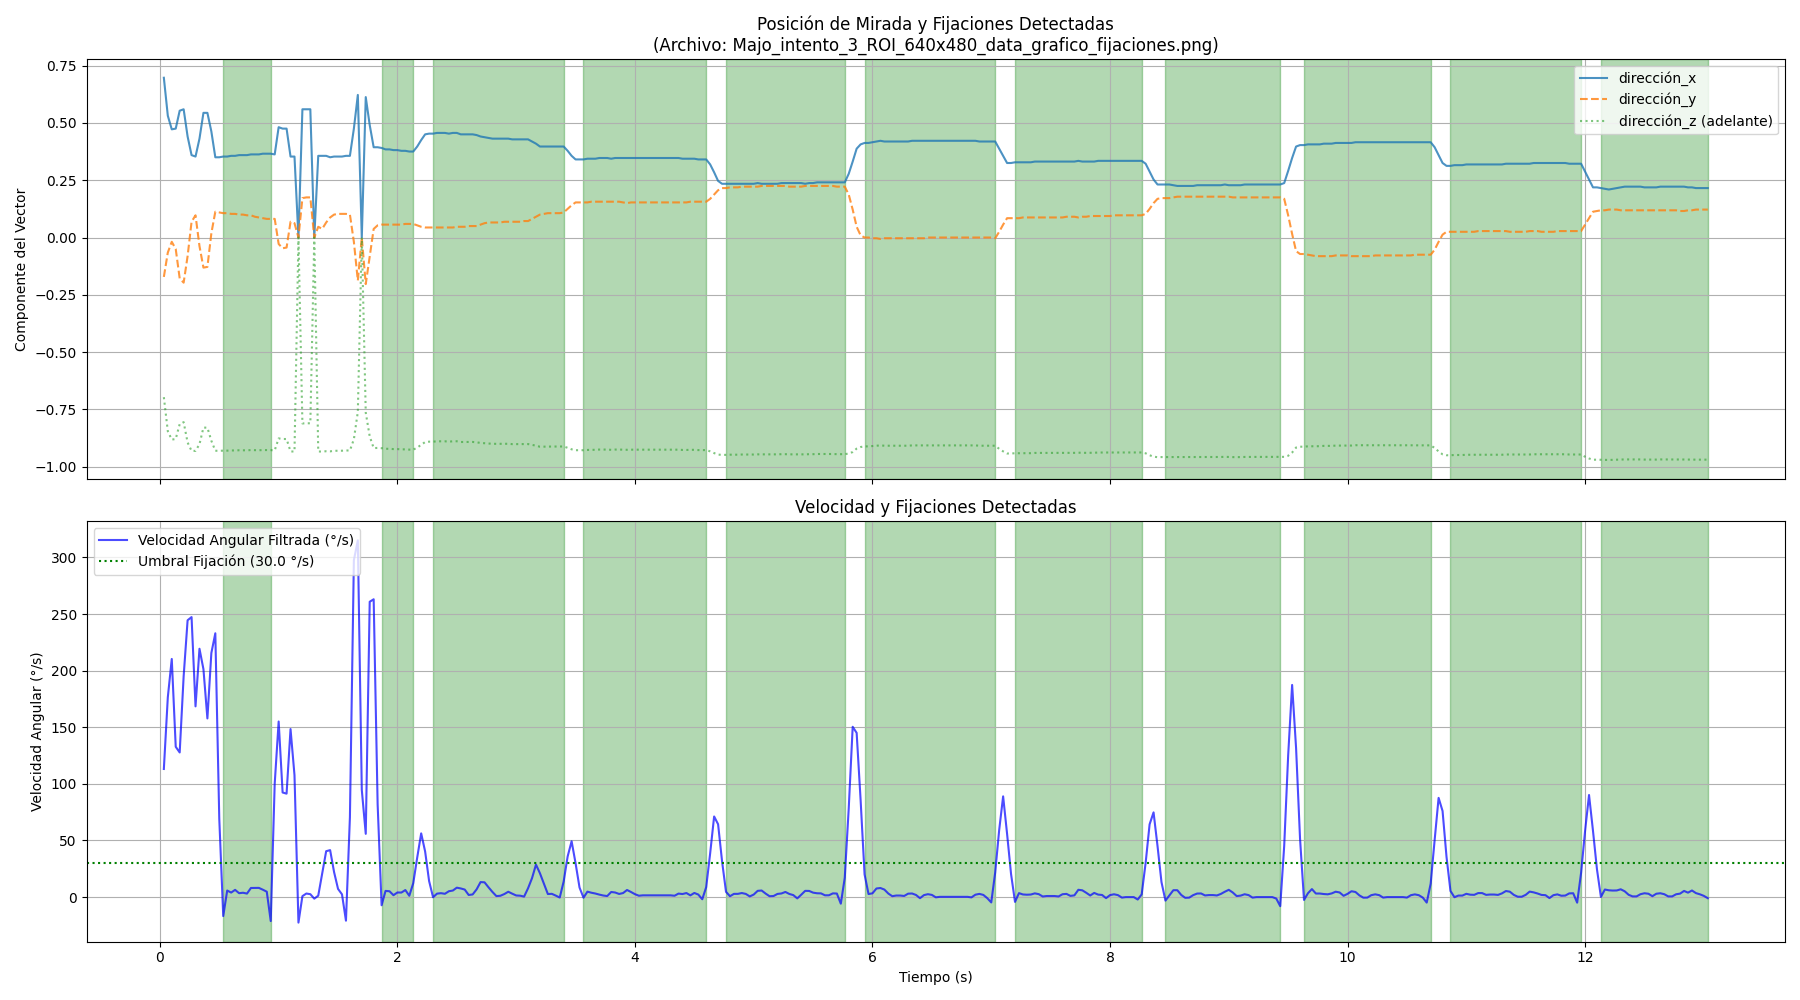 Posición de Mirada y Fijaciones Detectadas
(Archivo: Majo_intento_3_ROI_640x480_data_grafico_fijaciones.png)
0.75
0.50
0.25
0.00
−0.25
−0.50
−0.75
−1.00
Componente del Vector
dirección_x
dirección_y
dirección_z (adelante)
Velocidad y Fijaciones Detectadas
Velocidad Angular Filtrada (°/s)
Umbral Fijación (30.0 °/s)
300
250
200
150
100
50
0
Velocidad Angular (°/s)
0 2 4 6 8 10 12
Tiempo (s)